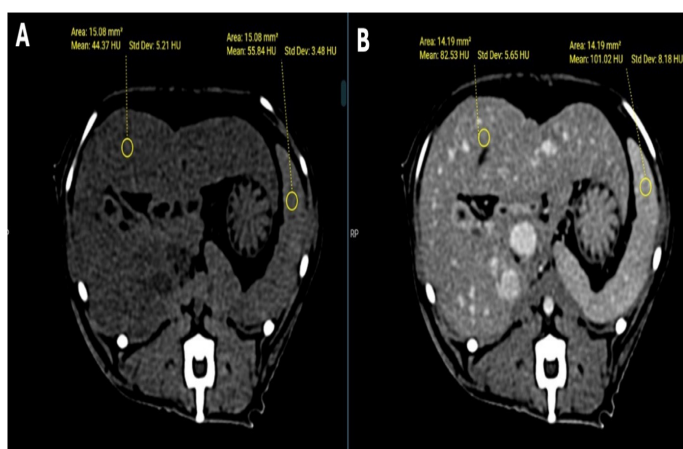 A
Area: 15.08 mm²
Mean: 44.37 HU Std Dev: 5.21 HU
Area: 15.08 mm²
Mean: 55.84 HU Std Dev: 3.48 HU
B
Area: 14.19 mm²
Mean: 82.53 HU Std Dev: 5.65 HU
Area: 14.19 mm²
Mean: 101.02 HU Std Dev: 8.18 HU
RP